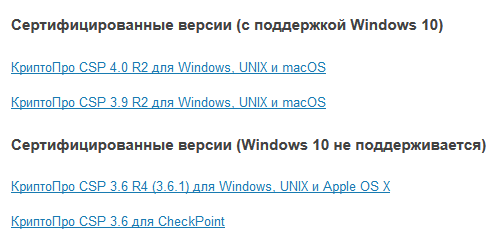 Сертифицированные версии (с поддержкой Windows 10)
КриптоПро CSP 4.0 R2 для Windows, UNIX и macOS
КриптоПро CSP 3.9 R2 для Windows, UNIX и macOS
Сертифицированные версии (Windows 10 не поддерживается)
КриптоПро CSP 3.6 R4 (3.6.1) для Windows, UNIX и Apple OS X
КриптоПро CSP 3.6 для CheckPoint